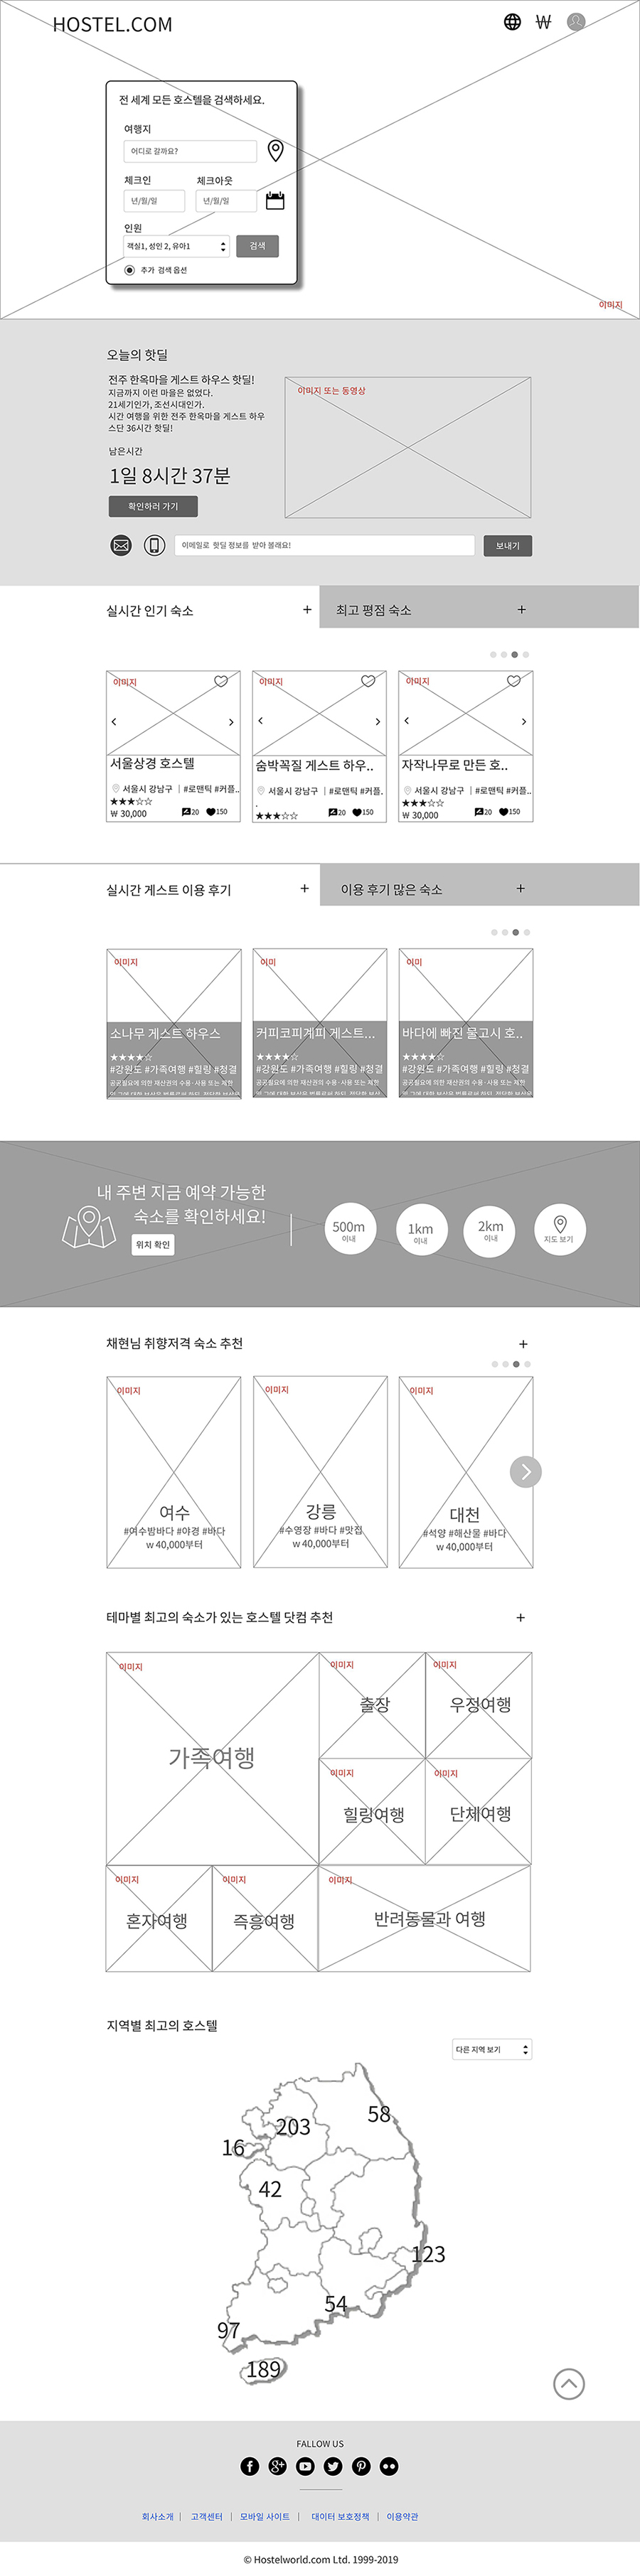 HOSTEL.COM
전 세계 모든 호스텔을 검색하세요.
여행지
어디로 갈까요?
체크인 체크아웃
년/월/일 년/월/일
인원
객실1, 성인 2, 유아1 검색
추가 검색 옵션
이미지
오늘의 핫딜
전주 한옥마을 게스트 하우스 핫딜!
지금까지 이런 마을은 없었다.
21세기인가, 조선시대인가.
시간 여행을 위한 전주 한옥마을 게스트 하우
스단 36시간 핫딜!
이미지 또는 동영상
남은시간
1일 8시간 37분
확인하러 가기
이메일로 핫딜 정보를 받아 볼래요! 보내기
실시간 인기 숙소 + 최고 평점 숙소 +
이미지 이미지 이미지
서울상경 호스텔 숨박꼭질 게스트 하우.. 자작나무로 만든 호..
서울시 강남구 | #로맨틱 #커플.. 서울시 강남구 | #로맨틱 #커플.. 서울시 강남구 | #로맨틱 #커플..
★★★☆☆ ★★★☆☆ ★★★☆☆
₩ 30,000 20 150 20 150 ₩ 30,000 20 150
실시간 게스트 이용 후기 + 이용 후기 많은 숙소 +
이미지 이미 이미
소나무 게스트 하우스 커피코피계피 게스트... 바다에 빠진 물고시 호..
★★★★☆ ★★★★☆ ★★★★☆
#강원도 #가족여행 #힐링 #청결 #강원도 #가족여행 #힐링 #청결 #강원도 #가족여행 #힐링 #청결
공공필요에 의한 재산권의 수용·사용 또는 제한 공공필요에 의한 재산권의 수용·사용 또는 제한 공공필요에 의한 재산권의 수용·사용 또는 제한
내 주변 지금 예약 가능한
숙소를 확인하세요!
위치 확인
500m 이내
1km 이내
2km 이내
지도 보기
채현님 취향저격 숙소 추천 +
이미지 이미지 이미지
여수 강릉 대천
#여수밤바다 #야경 #바다 #수영장 #바다 #맛집 #석양 #해산물 #바다
w 40,000부터 w 40,000부터 w 40,000부터
테마별 최고의 숙소가 있는 호스텔 닷컴 추천 +
이미지 이미지 이미지
가족여행 출장 우정여행
이미지 이미지
힐링여행 단체여행
이미지 이미지 이미지
혼자여행 즉흥여행 반려동물과 여행
지역별 최고의 호스텔
다른 지역 보기
58
203
16
42
123
54
97
189
FALLOW US
회사소개 | 고객센터 | 모바일 사이트 | 데이터 보호정책 | 이용약관
© Hostelworld.com Ltd. 1999-2019